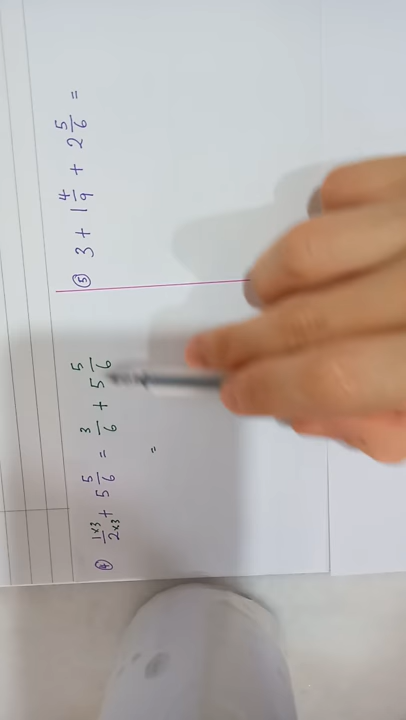 ④ 1×3/2×3 + 5 5/6 = 3/6 + 5 5/6
=
⑤ 3 + 1 4/9 + 2 5/6 =